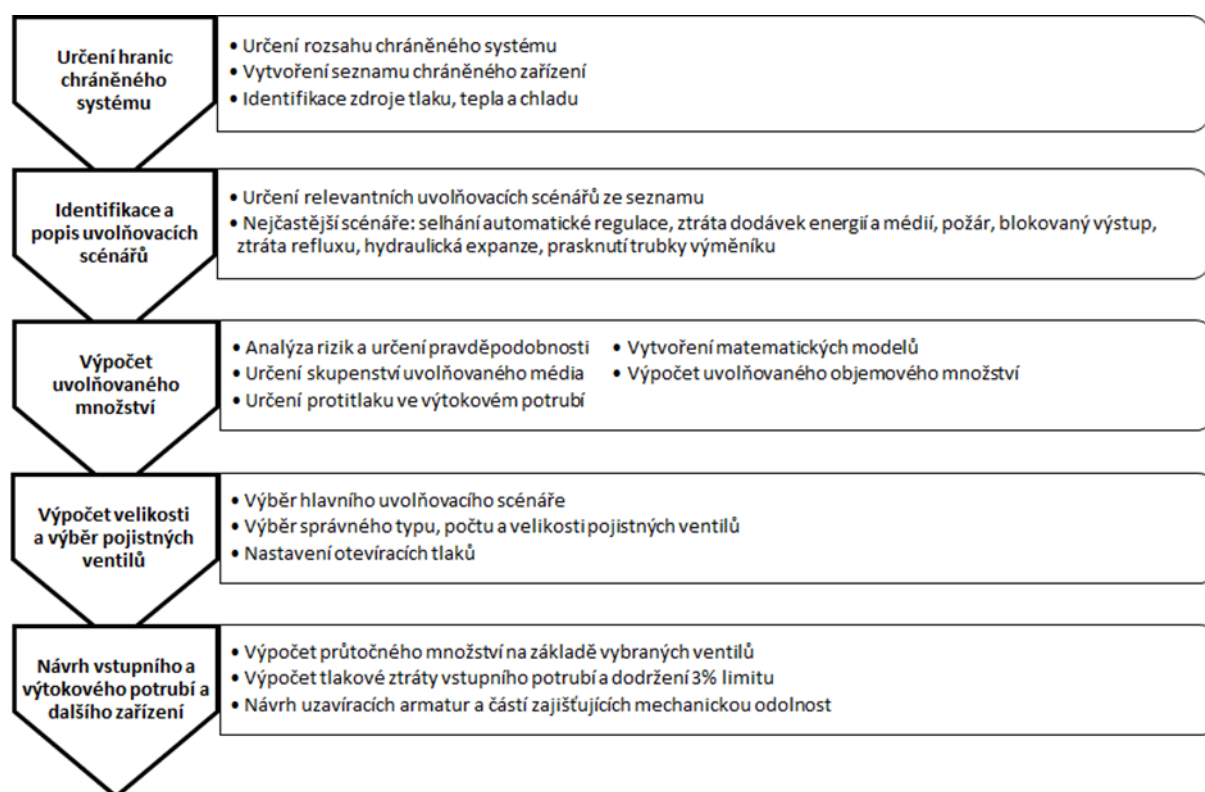 Určení hranic
chráněného
systému
• Určení rozsahu chráněného systému
• Vytvoření seznamu chráněného zařízení
• Identifikace zdroje tlaku, tepla a chladu
Identifikace a
popis uvolňovacích
scénářů
• Určení relevantních uvolňovacích scénářů ze seznamu
• Nejčastější scénáře: selhání automatické regulace, ztráta dodávek energií a médií, požár, blokovaný výstup,
ztráta refluxu, hydraulická expanze, prasknutí trubky výměníku
Výpočet
uvolňovaného
množství
• Analýza rizik a určení pravděpodobnosti
• Určení skupenství uvolňovaného média
• Určení protitlaku ve výtokovém potrubí
• Vytvoření matematických modelů
• Výpočet uvolňovaného objemového množství
Výpočet velikosti
a výběr pojistných
ventilů
• Výběr hlavního uvolňovacího scénáře
• Výběr správného typu, počtu a velikosti pojistných ventilů
• Nastavení otevíracích tlaků
Návrh vstupního a
výtokového potrubí a
dalšího zařízení
• Výpočet průtočného množství na základě vybraných ventilů
• Výpočet tlakové ztráty vstupního potrubí a dodržení 3% limitu
• Návrh uzavíracích armatur a částí zajišťujících mechanickou odolnost